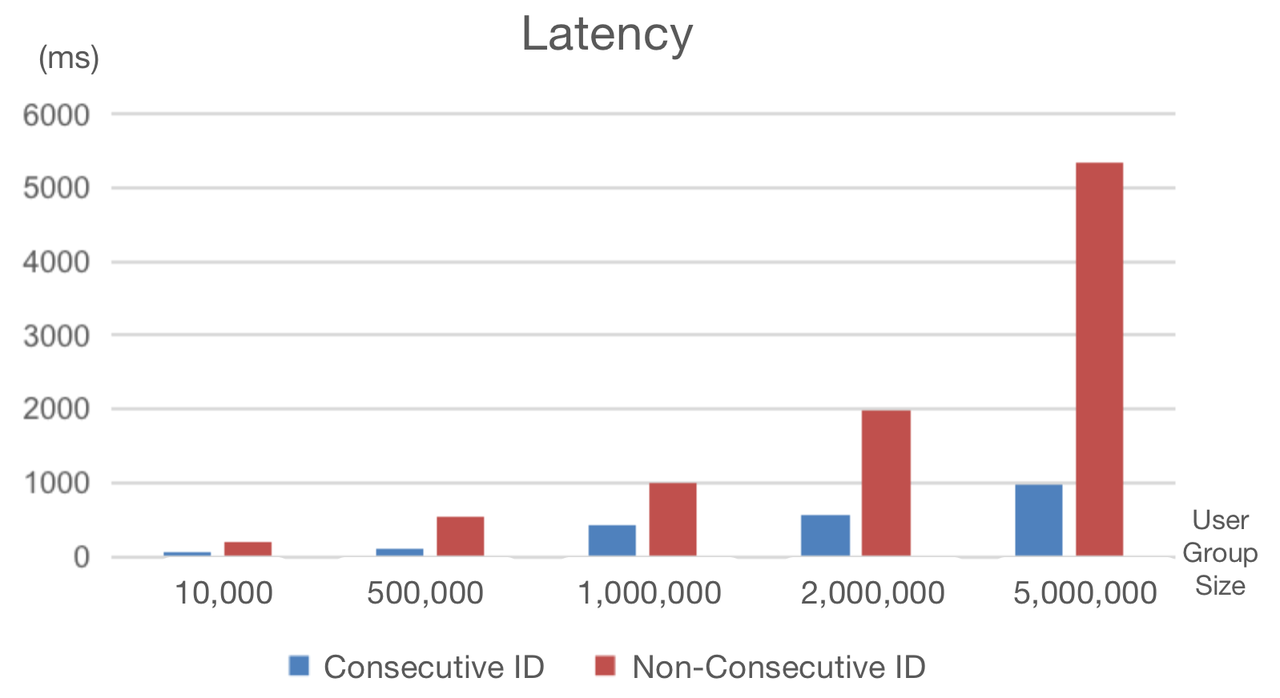 Latency
(ms)
6000
5000
4000
3000
2000
1000
0
10,000 500,000 1,000,000 2,000,000 5,000,000
User
Group
Size
Consecutive ID Non-Consecutive ID